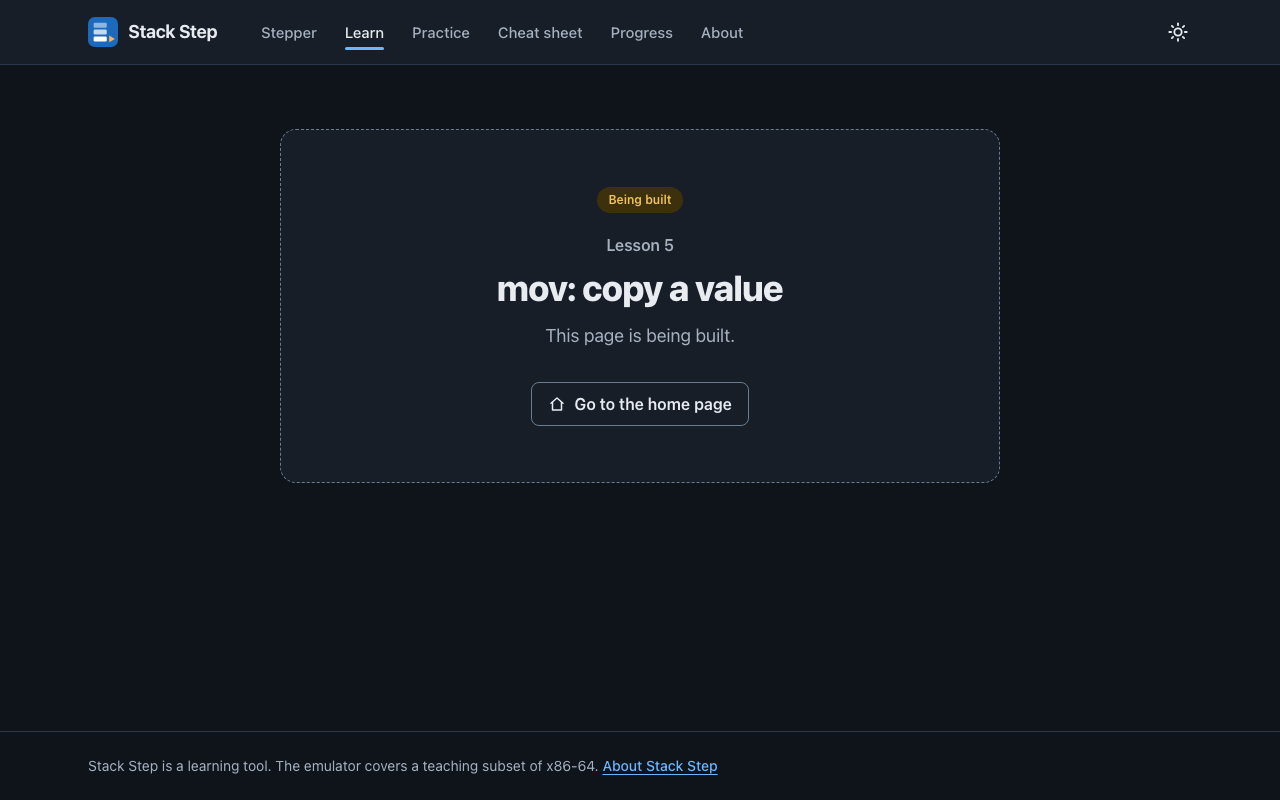 Stack Step
Stepper
Learn
Practice
Cheat sheet
Progress
About
Being built
Lesson 5
mov: copy a value
This page is being built.
Go to the home page
Stack Step is a learning tool. The emulator covers a teaching subset of x86-64. About Stack Step